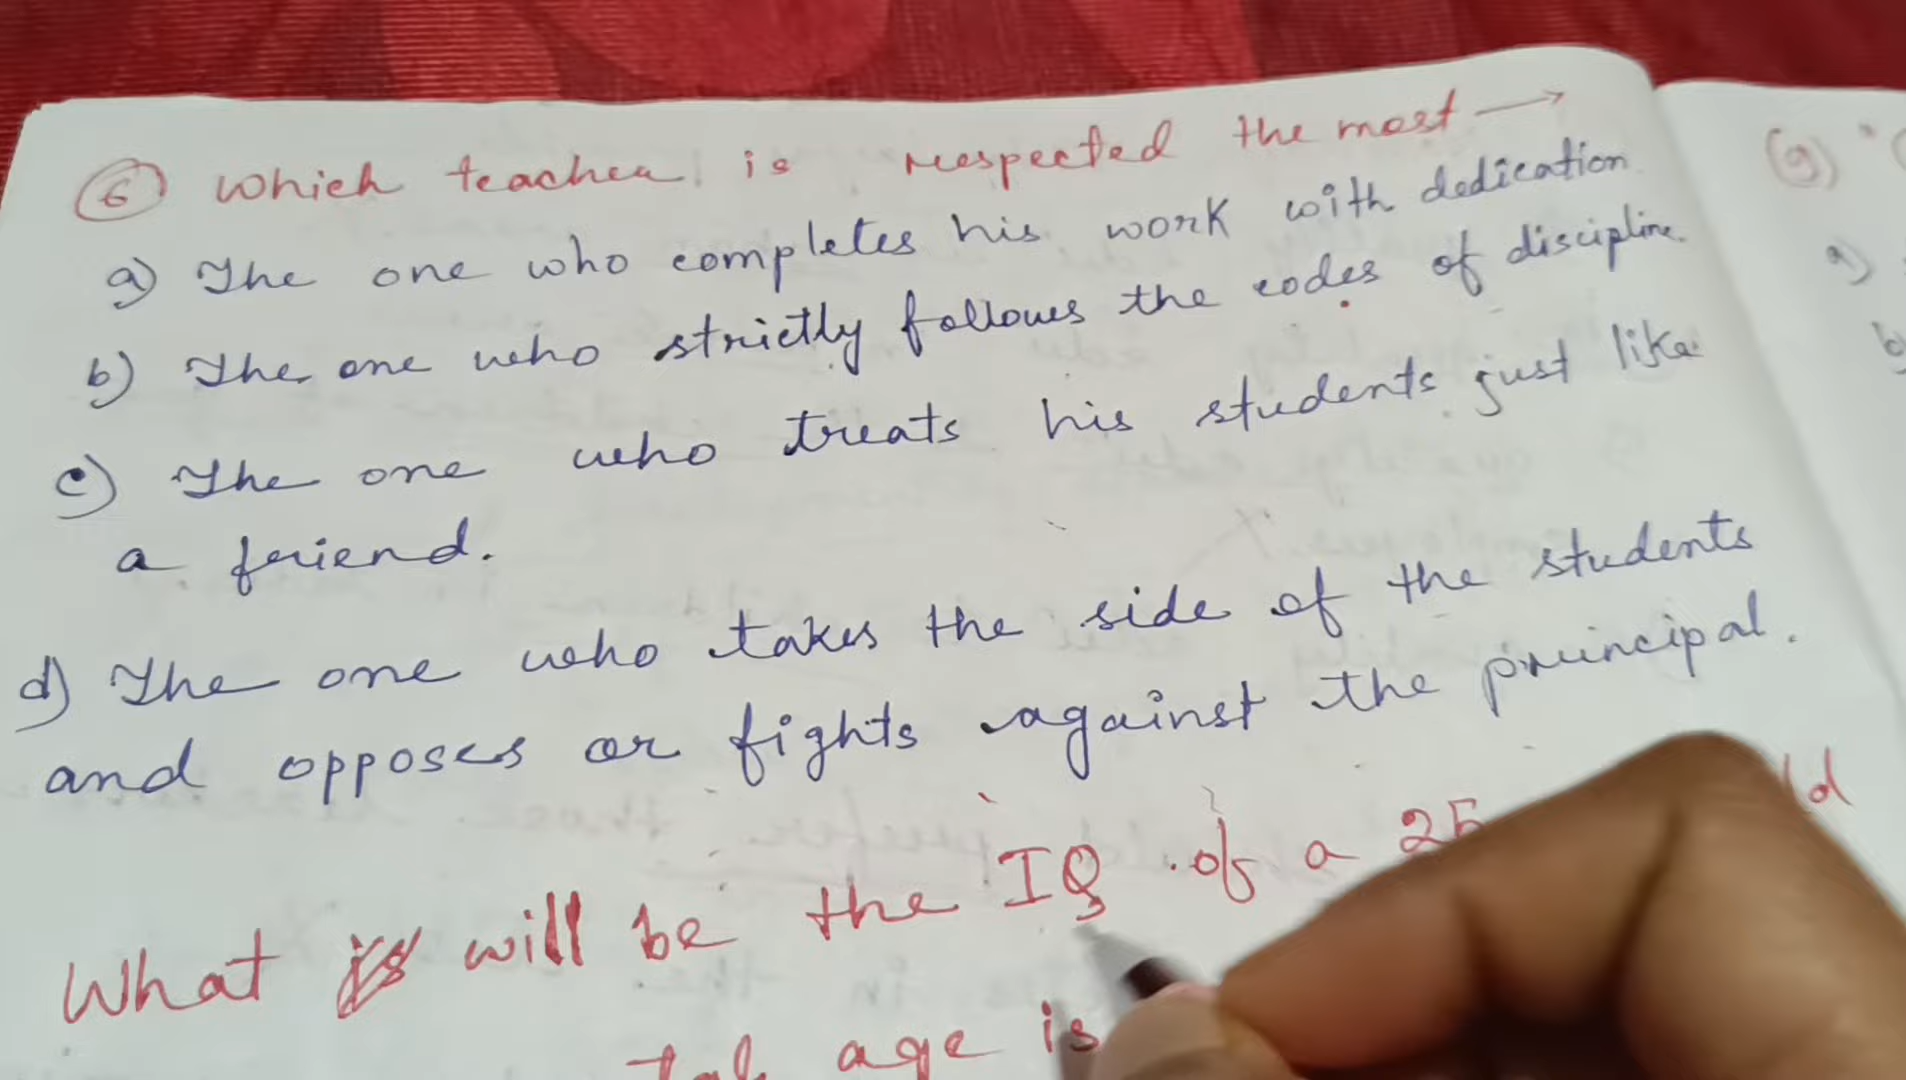 6 Which teacher is respected the most →
a) The one who completes his work with dedication
b) The one who strictly follows the codes of discipline.
c) The one who treats his students just like
a friend.
d) The one who takes the side of the students
and opposes or fights against the principal.
What will be the IQ of a 25
age is
(g)
a)
b